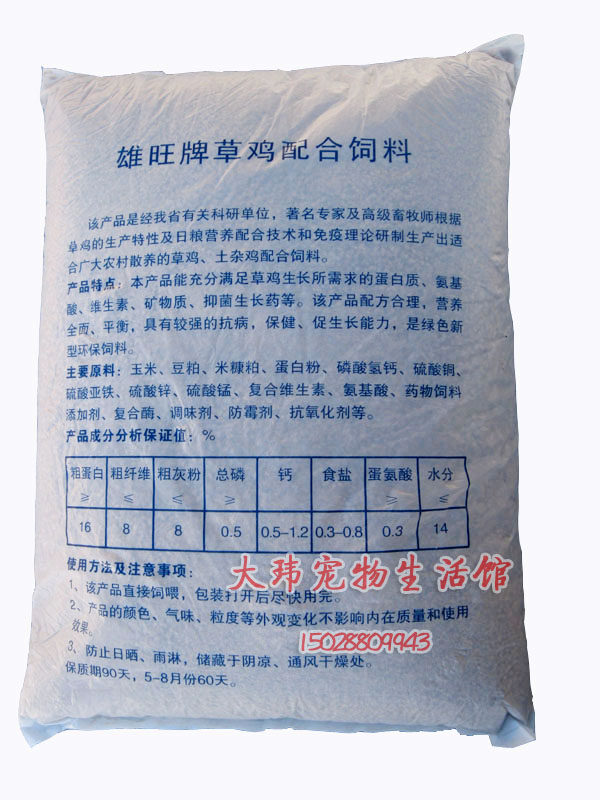 雄旺牌草鸡配合饲料
该产品是经我省有关科研单位，著名专家及高级畜牧师根据
草鸡的生产特性及日粮营养配合技术和免疫理论研制生产出适
合广大农村散养的草鸡、土杂鸡配合饲料。
产品特点：本产品能充分满足草鸡生长所需求的蛋白质、氨基
酸、维生素、矿物质、抑菌生长药等。该产品配方合理，营养
全面、平衡，具有较强的抗病，保健、促生长能力，是绿色新
型环保饲料。
主要原料：玉米、豆粕、米糠粕、蛋白粉、磷酸氢钙、硫酸铜、
硫酸亚铁、硫酸锌、硫酸锰、复合维生素、氨基酸、药物饲料
添加剂、复合酶、调味剂、防霉剂、抗氧化剂等。
产品成分分析保证值：%
粗蛋白 粗纤维 粗灰粉 总磷 钙 食盐 蛋氨酸 水分
≥ ≤ ≤ ≥ ≥ ≤
16 8 8 0.5 0.5-1.2 0.3-0.8 0.3 14
使用方法及注意事项：
大玮宠物生活馆
1、该产品直接饲喂，包装打开后尽快用完。
2、产品的颜色、气味、粒度等外观变化不影响内在质量和使用
效果。
15028809943
3、防止日晒、雨淋，储藏于阴凉、通风干燥处。
保质期90天，5-8月份60天。